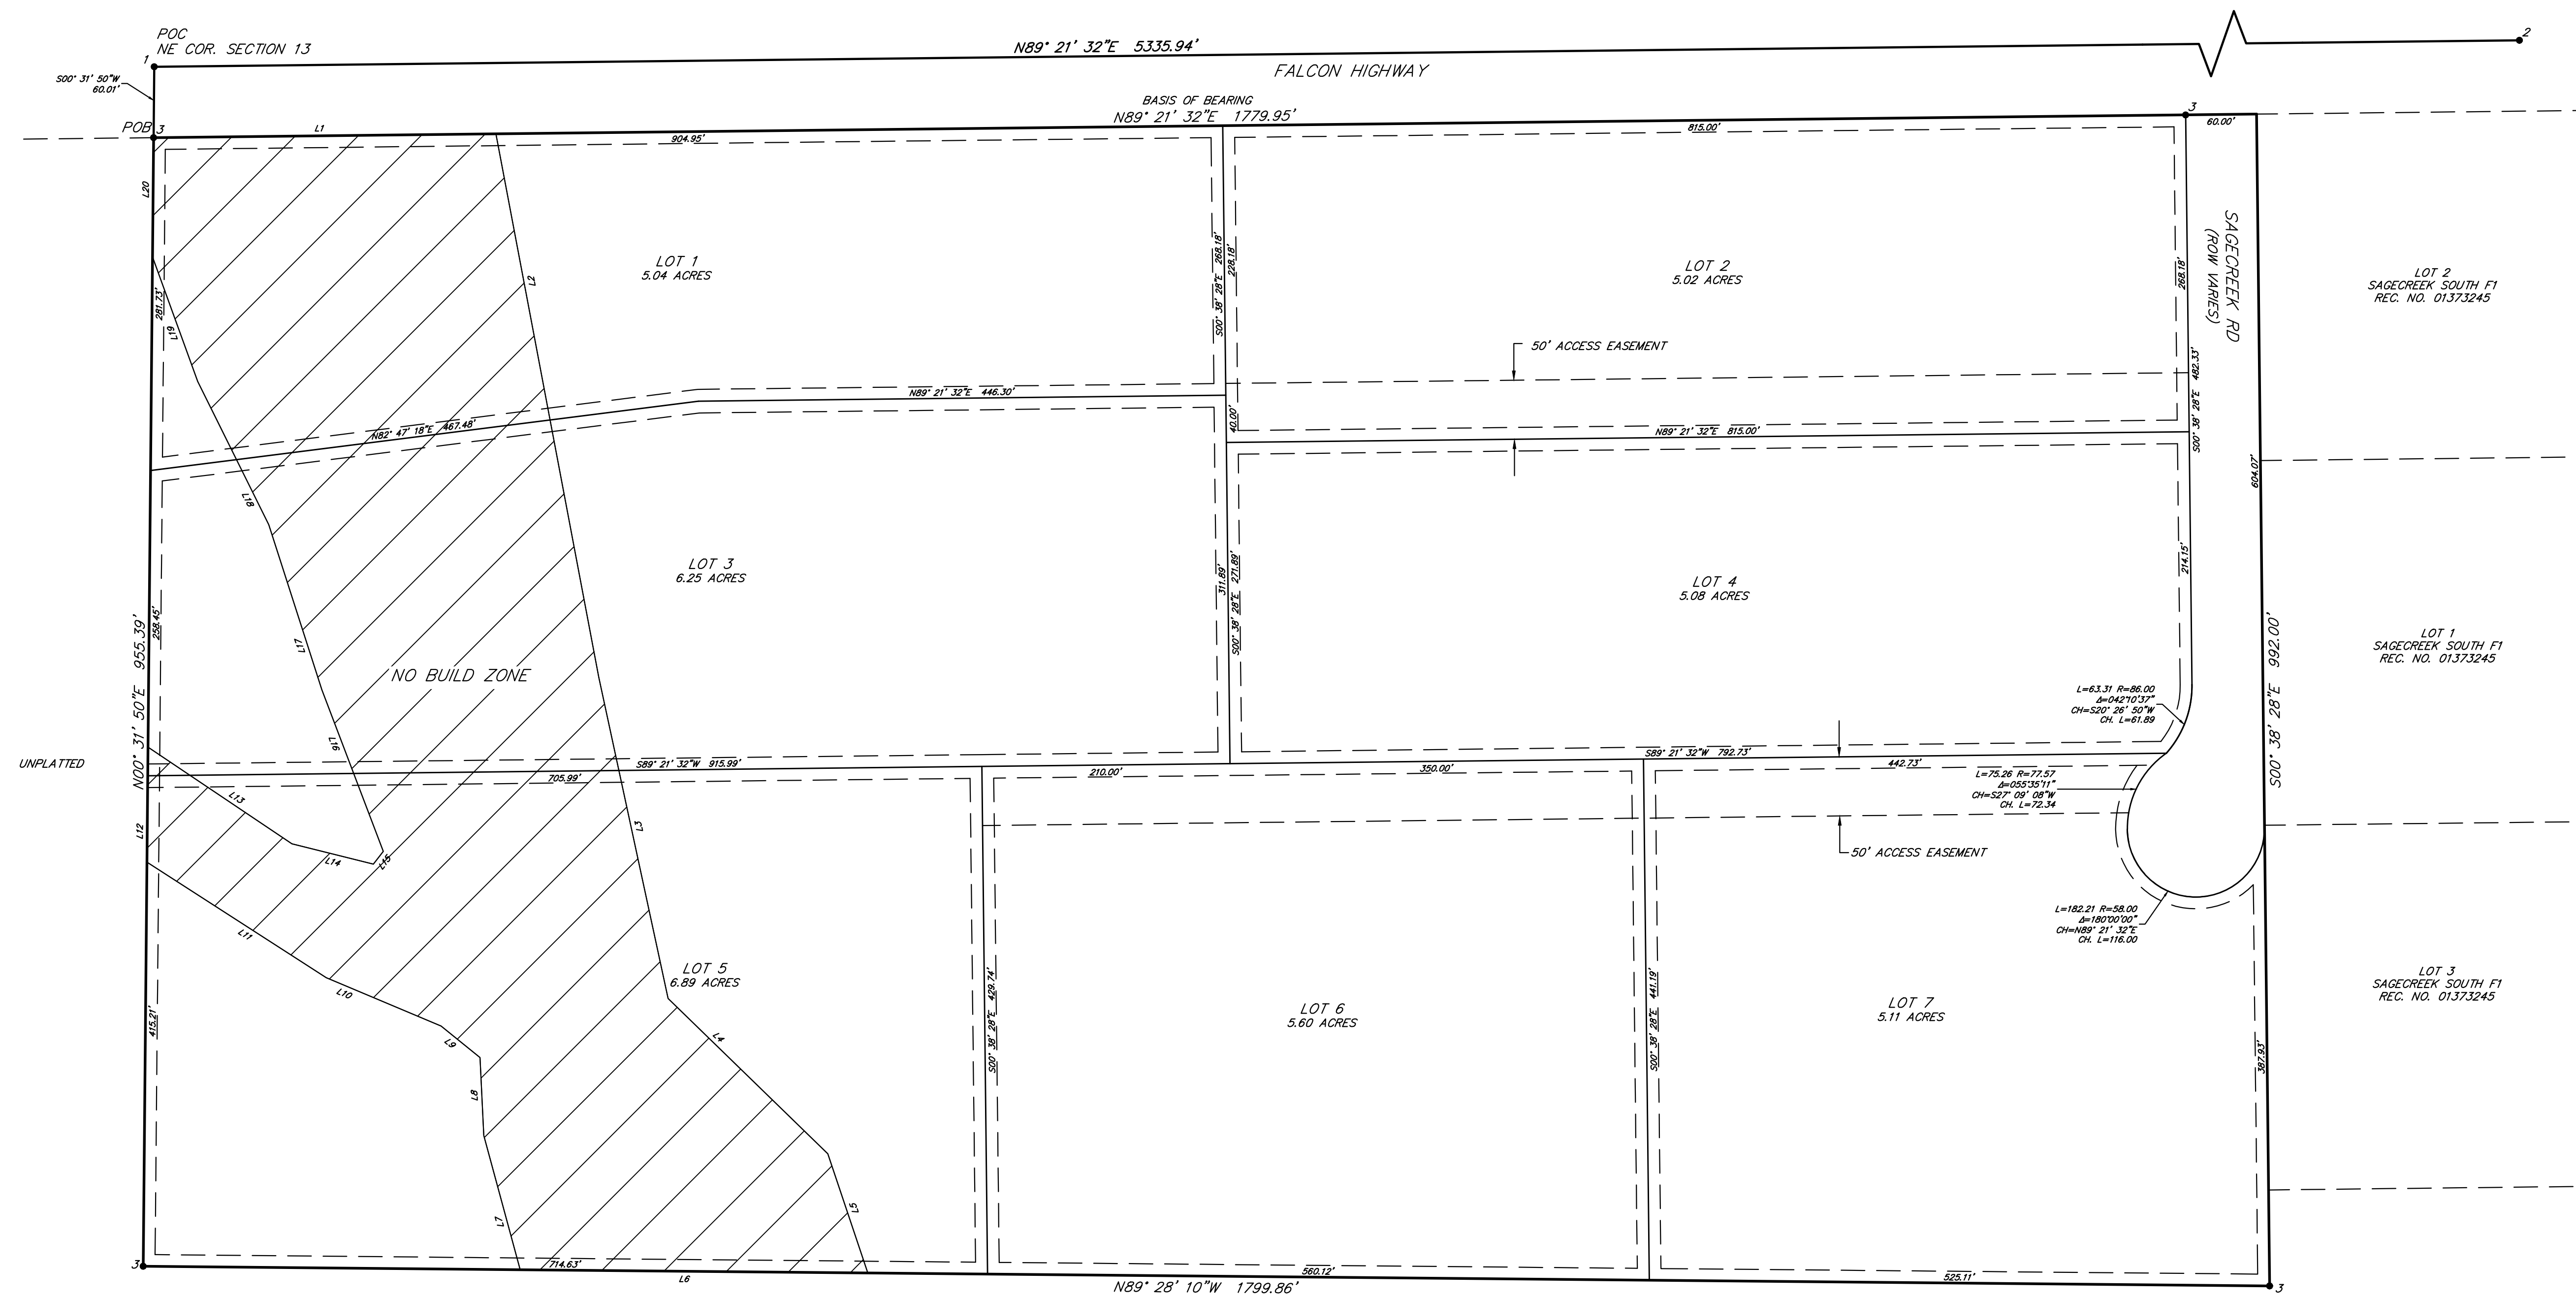 POC
NE COR. SECTION 13
N89° 21' 32"E 5335.94'
1
2
S00° 31' 50"W
60.01'
FALCON HIGHWAY
BASIS OF BEARING
N89° 21' 32"E 1779.95'
POB
3
3
L1
904.95'
815.00'
60.00'
L20
L2
LOT 1
5.04 ACRES
S00° 38' 28"E 268.18'
228.18'
LOT 2
5.02 ACRES
268.18'
SAGECREEK RD
(ROW VARIES)
LOT 2
SAGECREEK SOUTH F1
REC. NO. 01373245
281.73'
L19
50' ACCESS EASEMENT
N89° 21' 32"E 446.30'
N82° 47' 18"E 467.48'
40.00'
N89° 21' 32"E 815.00'
S00° 38' 28"E 482.33'
604.07'
L18
LOT 3
6.25 ACRES
311.89'
S00° 38' 28"E 271.89'
LOT 4
5.08 ACRES
214.15'
N00° 31' 50"E 955.39'
258.45'
L17
NO BUILD ZONE
S00° 38' 28"E 992.00'
LOT 1
SAGECREEK SOUTH F1
REC. NO. 01373245
L=63.31 R=86.00
Δ=042°10'37"
CH=S20° 26' 50"W
CH. L=61.89
L16
UNPLATTED
S89° 21' 32"W 915.99'
705.99'
210.00'
350.00'
S89° 21' 32"W 792.73'
442.73'
L=75.26 R=77.57
Δ=055°35'11"
CH=S27° 09' 08"W
CH. L=72.34
L13
L12
L3
L14
L15
50' ACCESS EASEMENT
L=182.21 R=58.00
Δ=180°00'00"
CH=N89° 21' 32"E
CH. L=116.00
L11
LOT 5
6.89 ACRES
L10
415.21'
S00° 38' 28"E 429.74'
LOT 6
5.60 ACRES
S00° 38' 28"E 441.19'
LOT 7
5.11 ACRES
LOT 3
SAGECREEK SOUTH F1
REC. NO. 01373245
L9
L4
387.93'
L8
L7
L5
3
714.63'
L6
560.12'
N89° 28' 10"W 1799.86'
525.11'
3